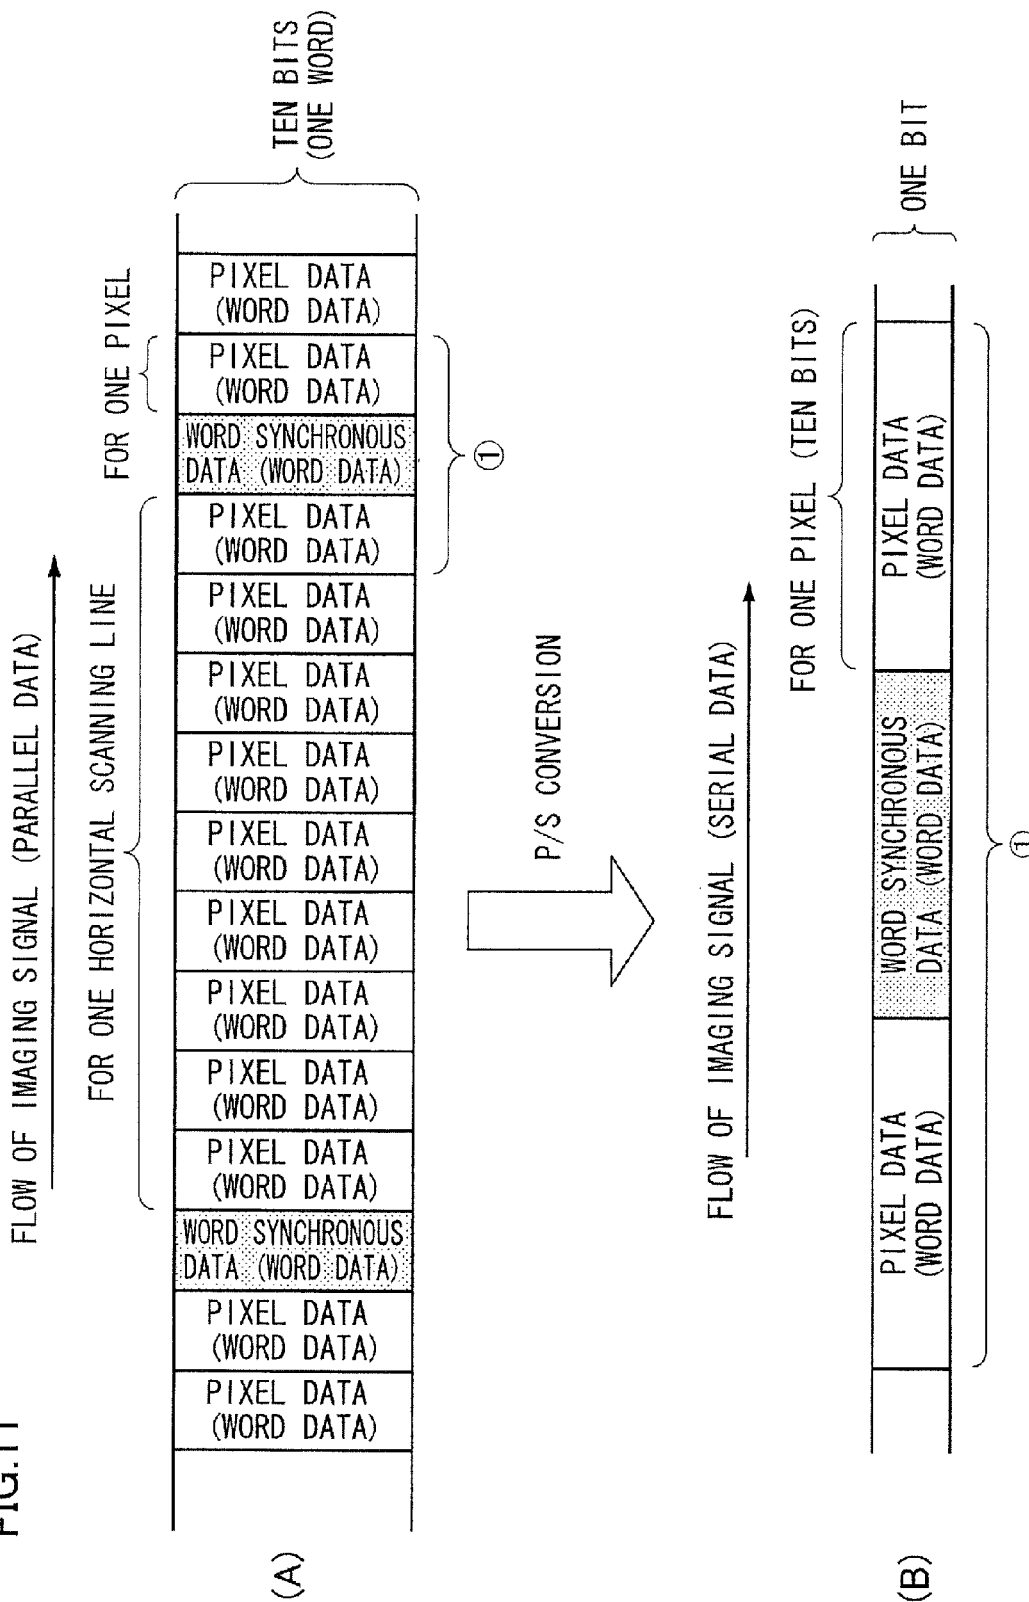 FIG.11
FLOW OF IMAGING SIGNAL (PARALLEL DATA)
FOR ONE HORIZONTAL SCANNING LINE
FOR ONE PIXEL
(A)
PIXEL DATA
(WORD DATA)
PIXEL DATA
(WORD DATA)
WORD SYNCHRONOUS
DATA (WORD DATA)
PIXEL DATA
(WORD DATA)
PIXEL DATA
(WORD DATA)
PIXEL DATA
(WORD DATA)
PIXEL DATA
(WORD DATA)
PIXEL DATA
(WORD DATA)
PIXEL DATA
(WORD DATA)
PIXEL DATA
(WORD DATA)
PIXEL DATA
(WORD DATA)
PIXEL DATA
(WORD DATA)
WORD SYNCHRONOUS
DATA (WORD DATA)
PIXEL DATA
(WORD DATA)
PIXEL DATA
(WORD DATA)
TEN BITS
(ONE WORD)
①
P/S CONVERSION
FLOW OF IMAGING SIGNAL (SERIAL DATA)
FOR ONE PIXEL (TEN BITS)
(B)
PIXEL DATA
(WORD DATA)
WORD SYNCHRONOUS
DATA (WORD DATA)
PIXEL DATA
(WORD DATA)
ONE BIT
①